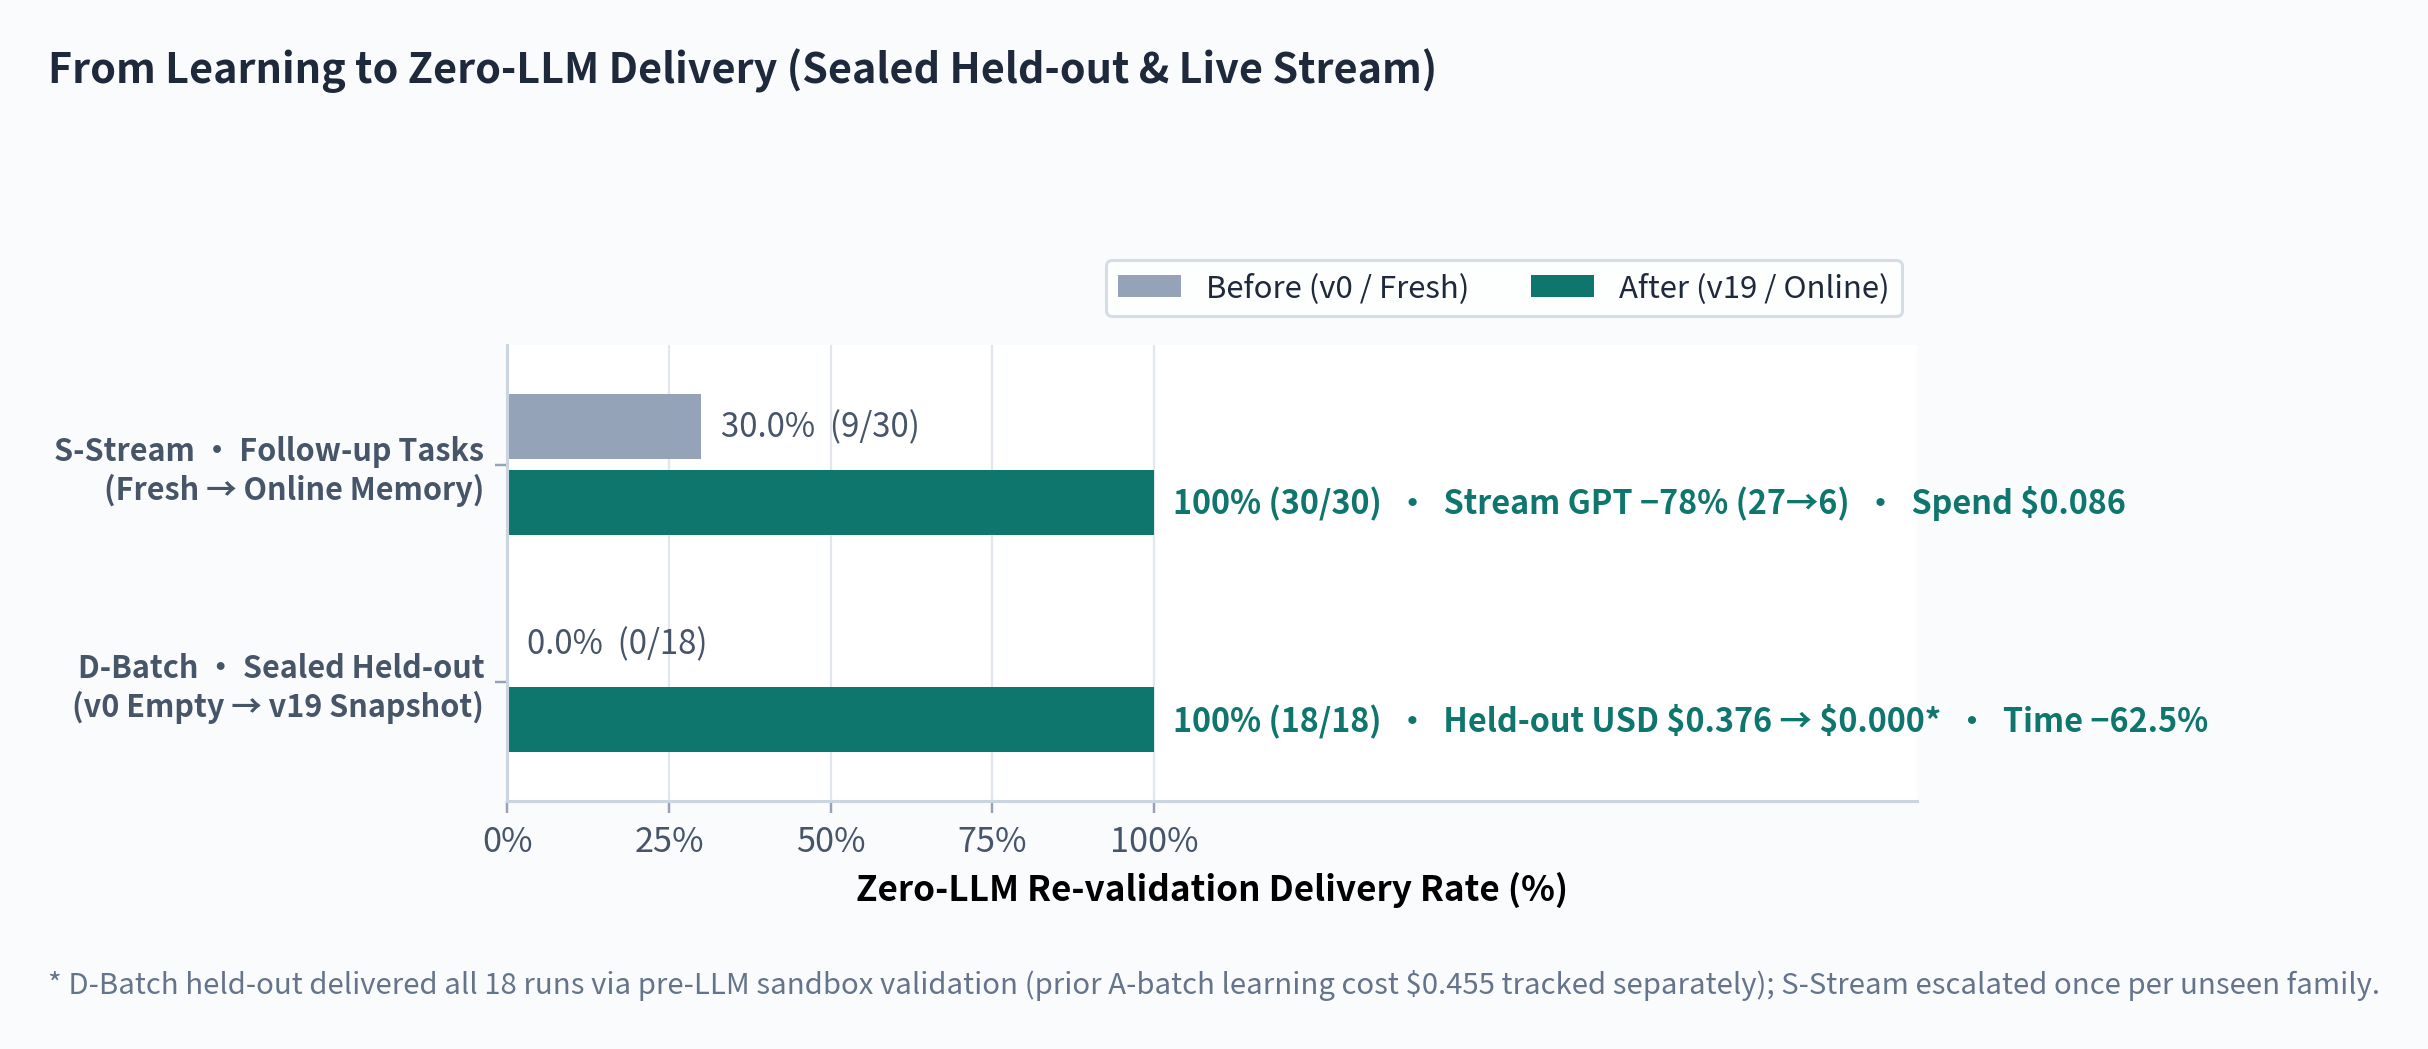 From Learning to Zero-LLM Delivery (Sealed Held-out & Live Stream)
Before (v0 / Fresh)
After (v19 / Online)
S-Stream • Follow-up Tasks
(Fresh → Online Memory)
30.0% (9/30)
100% (30/30) • Stream GPT −78% (27→6) • Spend $0.086
D-Batch • Sealed Held-out
(v0 Empty → v19 Snapshot)
0.0% (0/18)
100% (18/18) • Held-out USD $0.376 → $0.000* • Time −62.5%
0% 25% 50% 75% 100%
Zero-LLM Re-validation Delivery Rate (%)
* D-Batch held-out delivered all 18 runs via pre-LLM sandbox validation (prior A-batch learning cost $0.455 tracked separately); S-Stream escalated once per unseen family.